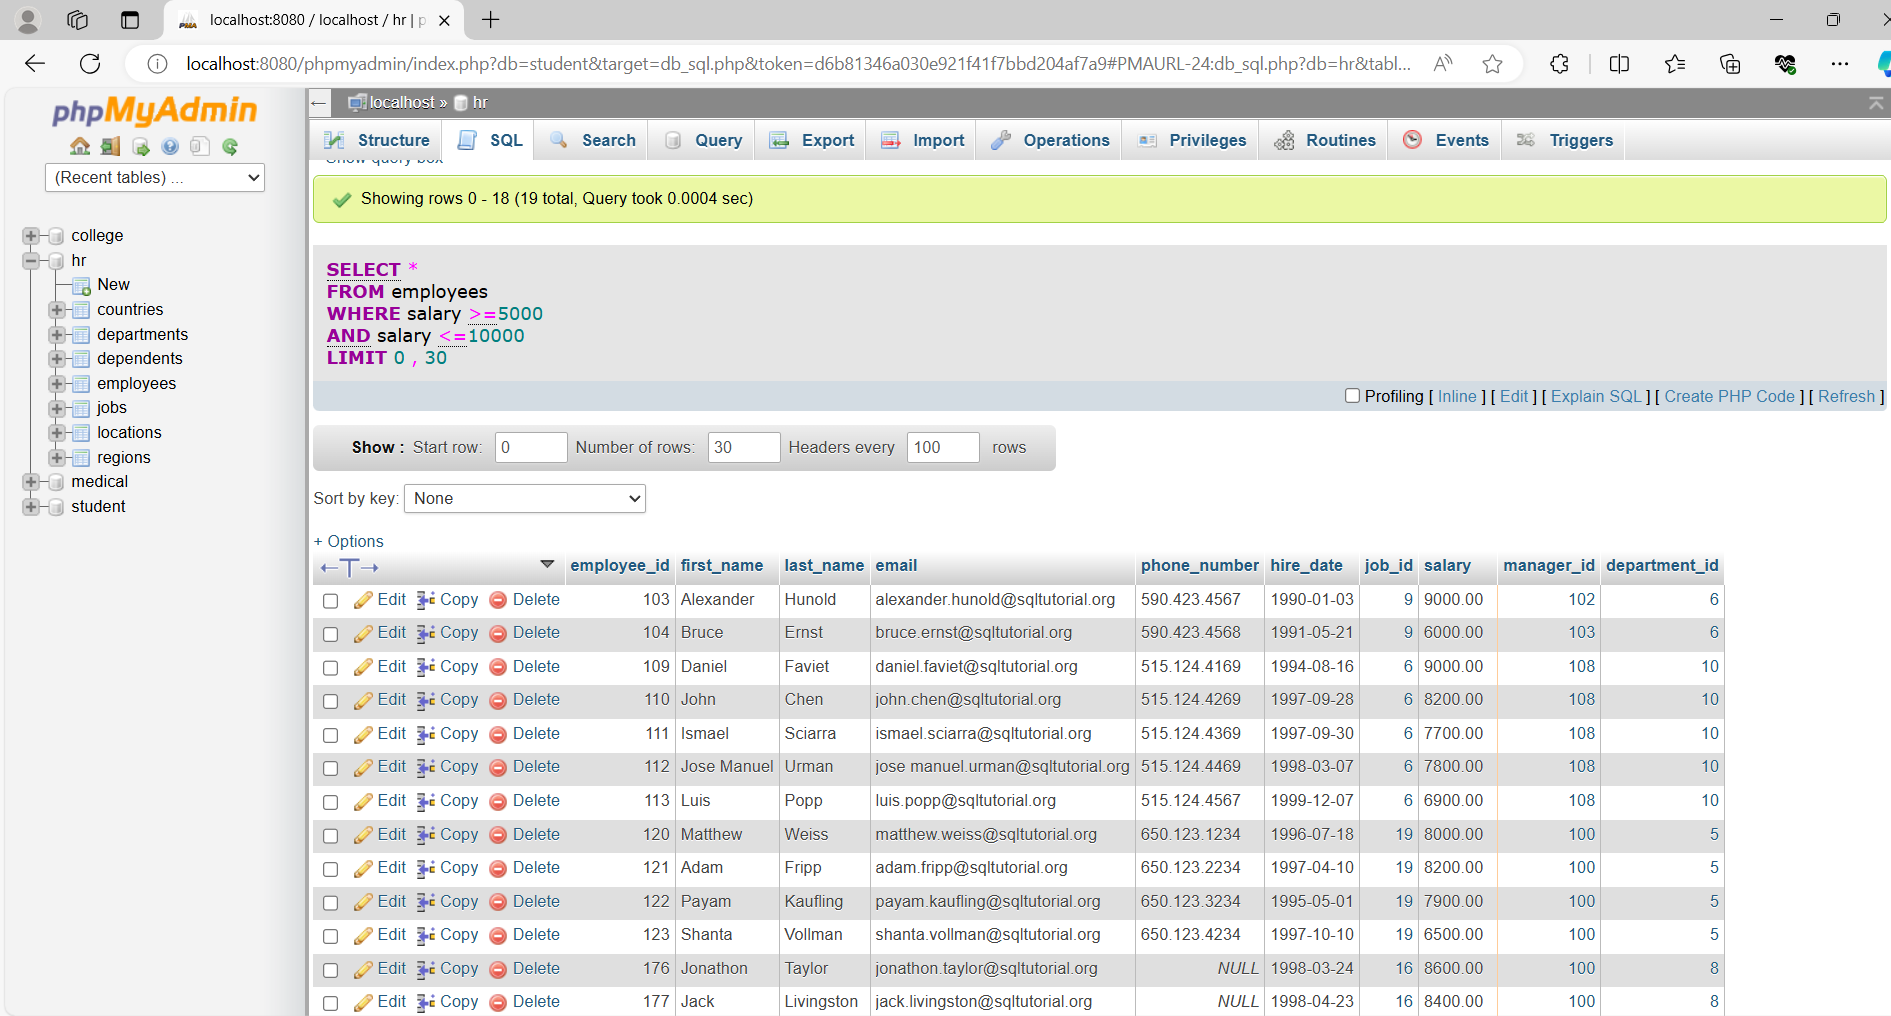 localhost:8080 / localhost / hr | p
localhost:8080/phpmyadmin/index.php?db=student&target=db_sql.php&token=d6b81346a030e921f41f7bbd204af7a9#PMAURL-24:db_sql.php?db=hr&tabl...
phpMyAdmin
(Recent tables) ...
college
hr
New
countries
departments
dependents
employees
jobs
locations
regions
medical
student
localhost » hr
Structure SQL Search Query Export Import Operations Privileges Routines Events Triggers
Show query box
Showing rows 0 - 18 (19 total, Query took 0.0004 sec)
SELECT *
FROM employees
WHERE salary >=5000
AND salary <=10000
LIMIT 0 , 30
Profiling [ Inline ] [ Edit ] [ Explain SQL ] [ Create PHP Code ] [ Refresh ]
Show : Start row: 0 Number of rows: 30 Headers every 100 rows
Sort by key: None
+ Options
←T→ employee_id first_name last_name email phone_number hire_date job_id salary manager_id department_id
Edit Copy Delete 103 Alexander Hunold alexander.hunold@sqltutorial.org 590.423.4567 1990-01-03 9 9000.00 102 6
Edit Copy Delete 104 Bruce Ernst bruce.ernst@sqltutorial.org 590.423.4568 1991-05-21 9 6000.00 103 6
Edit Copy Delete 109 Daniel Faviet daniel.faviet@sqltutorial.org 515.124.4169 1994-08-16 6 9000.00 108 10
Edit Copy Delete 110 John Chen john.chen@sqltutorial.org 515.124.4269 1997-09-28 6 8200.00 108 10
Edit Copy Delete 111 Ismael Sciarra ismael.sciarra@sqltutorial.org 515.124.4369 1997-09-30 6 7700.00 108 10
Edit Copy Delete 112 Jose Manuel Urman jose manuel.urman@sqltutorial.org 515.124.4469 1998-03-07 6 7800.00 108 10
Edit Copy Delete 113 Luis Popp luis.popp@sqltutorial.org 515.124.4567 1999-12-07 6 6900.00 108 10
Edit Copy Delete 120 Matthew Weiss matthew.weiss@sqltutorial.org 650.123.1234 1996-07-18 19 8000.00 100 5
Edit Copy Delete 121 Adam Fripp adam.fripp@sqltutorial.org 650.123.2234 1997-04-10 19 8200.00 100 5
Edit Copy Delete 122 Payam Kaufling payam.kaufling@sqltutorial.org 650.123.3234 1995-05-01 19 7900.00 100 5
Edit Copy Delete 123 Shanta Vollman shanta.vollman@sqltutorial.org 650.123.4234 1997-10-10 19 6500.00 100 5
Edit Copy Delete 176 Jonathon Taylor jonathon.taylor@sqltutorial.org NULL 1998-03-24 16 8600.00 100 8
Edit Copy Delete 177 Jack Livingston jack.livingston@sqltutorial.org NULL 1998-04-23 16 8400.00 100 8